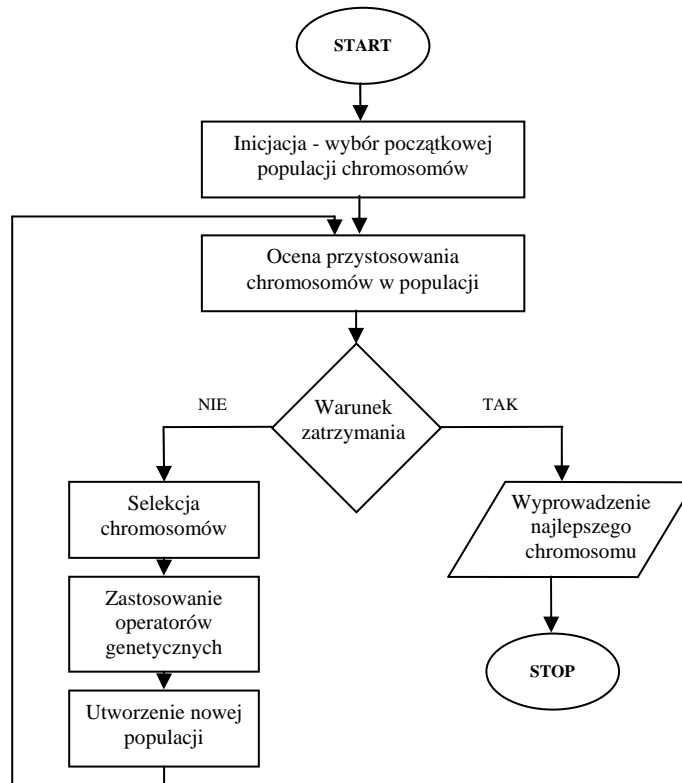 START
Inicjacja - wybór początkowej
populacji chromosomów
Ocena przystosowania
chromosomów w populacji
Warunek
zatrzymania
NIE
TAK
Selekcja
chromosomów
Zastosowanie
operatorów
genetycznych
Utworzenie nowej
populacji
Wyprowadzenie
najlepszego
chromosomu
STOP